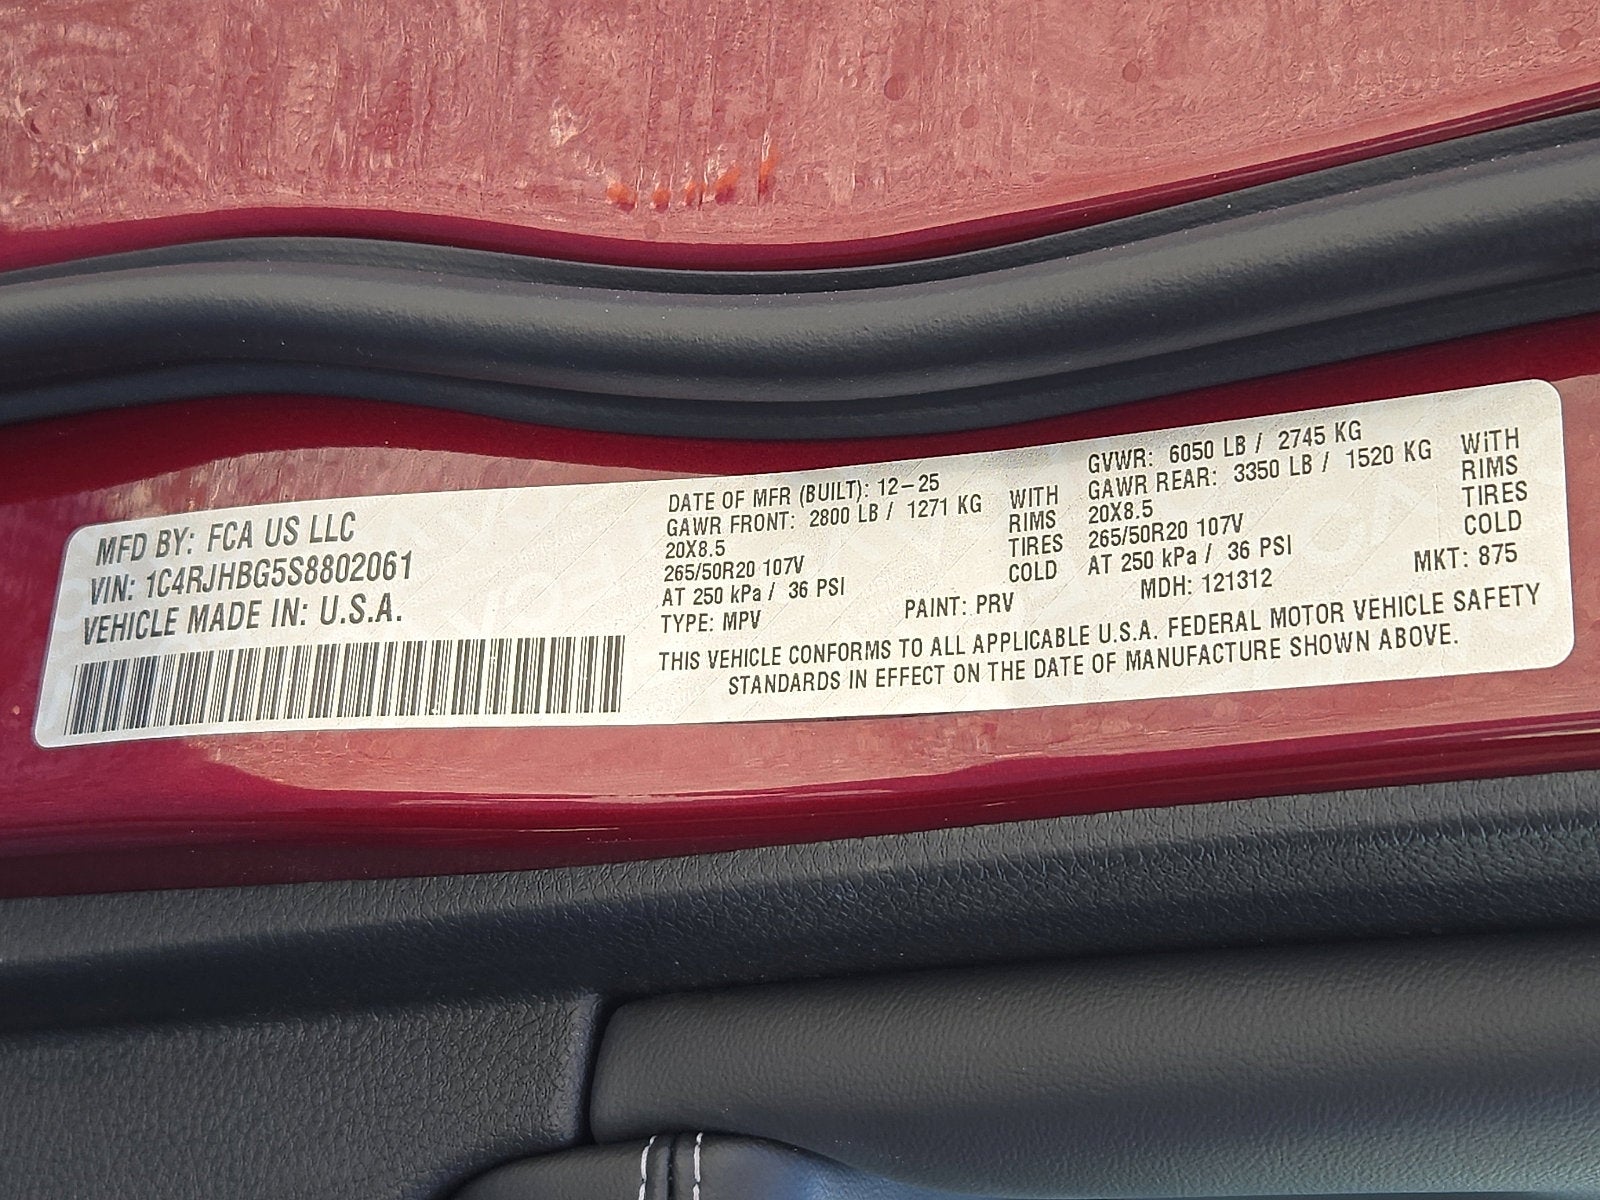 MFD BY: FCA US LLC
VIN: 1C4RJHBG5S8802061
VEHICLE MADE IN: U.S.A.
DATE OF MFR (BUILT): 12-25
GAWR FRONT: 2800 LB / 1271 KG WITH
20X8.5 RIMS
265/50R20 107V TIRES
AT 250 kPa / 36 PSI COLD
TYPE: MPV PAINT: PRV
GVWR: 6050 LB / 2745 KG
GAWR REAR: 3350 LB / 1520 KG WITH
20X8.5 RIMS
265/50R20 107V TIRES
AT 250 kPa / 36 PSI COLD
MDH: 121312 MKT: 875
THIS VEHICLE CONFORMS TO ALL APPLICABLE U.S.A. FEDERAL MOTOR VEHICLE SAFETY
STANDARDS IN EFFECT ON THE DATE OF MANUFACTURE SHOWN ABOVE.